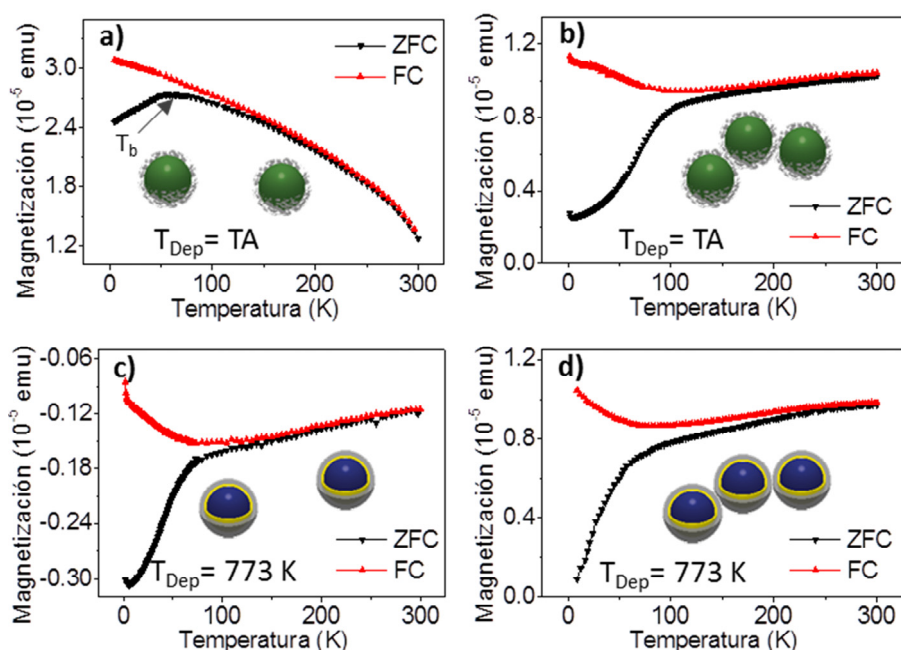 a)
ZFC
FC
Magnetización (10⁻⁵ emu)
3.0
2.4
1.8
1.2
T_b
T_Dep = TA
0 100 200 300
Temperatura (K)
b)
Magnetización (10⁻⁵ emu)
1.2
0.8
0.4
0.0
ZFC
FC
T_Dep = TA
0 100 200 300
Temperatura (K)
c)
Magnetización (10⁻⁵ emu)
-0.06
-0.12
-0.18
-0.24
-0.30
ZFC
FC
T_Dep = 773 K
0 100 200 300
Temperatura (K)
d)
Magnetización (10⁻⁵ emu)
1.2
0.8
0.4
0.0
ZFC
FC
T_Dep = 773 K
0 100 200 300
Temperatura (K)